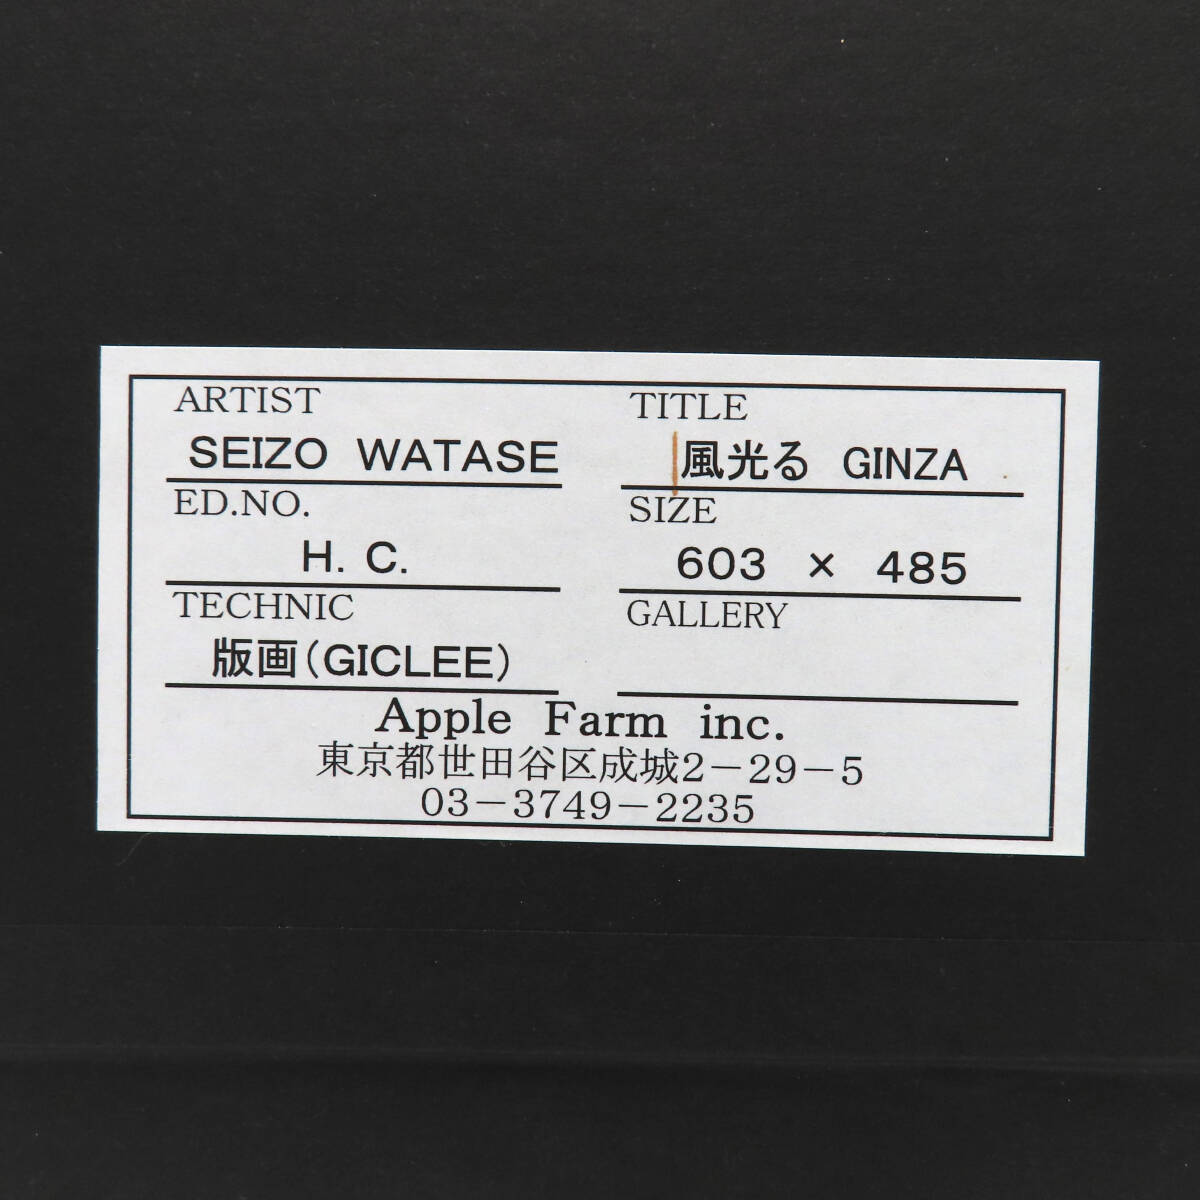 ARTIST
SEIZO WATASE
TITLE
風光る GINZA
ED.NO.
H. C.
SIZE
603 × 485
TECHNIC
版画(GICLEE)
GALLERY
Apple Farm inc.
東京都世田谷区成城2－29－5
03－3749－2235